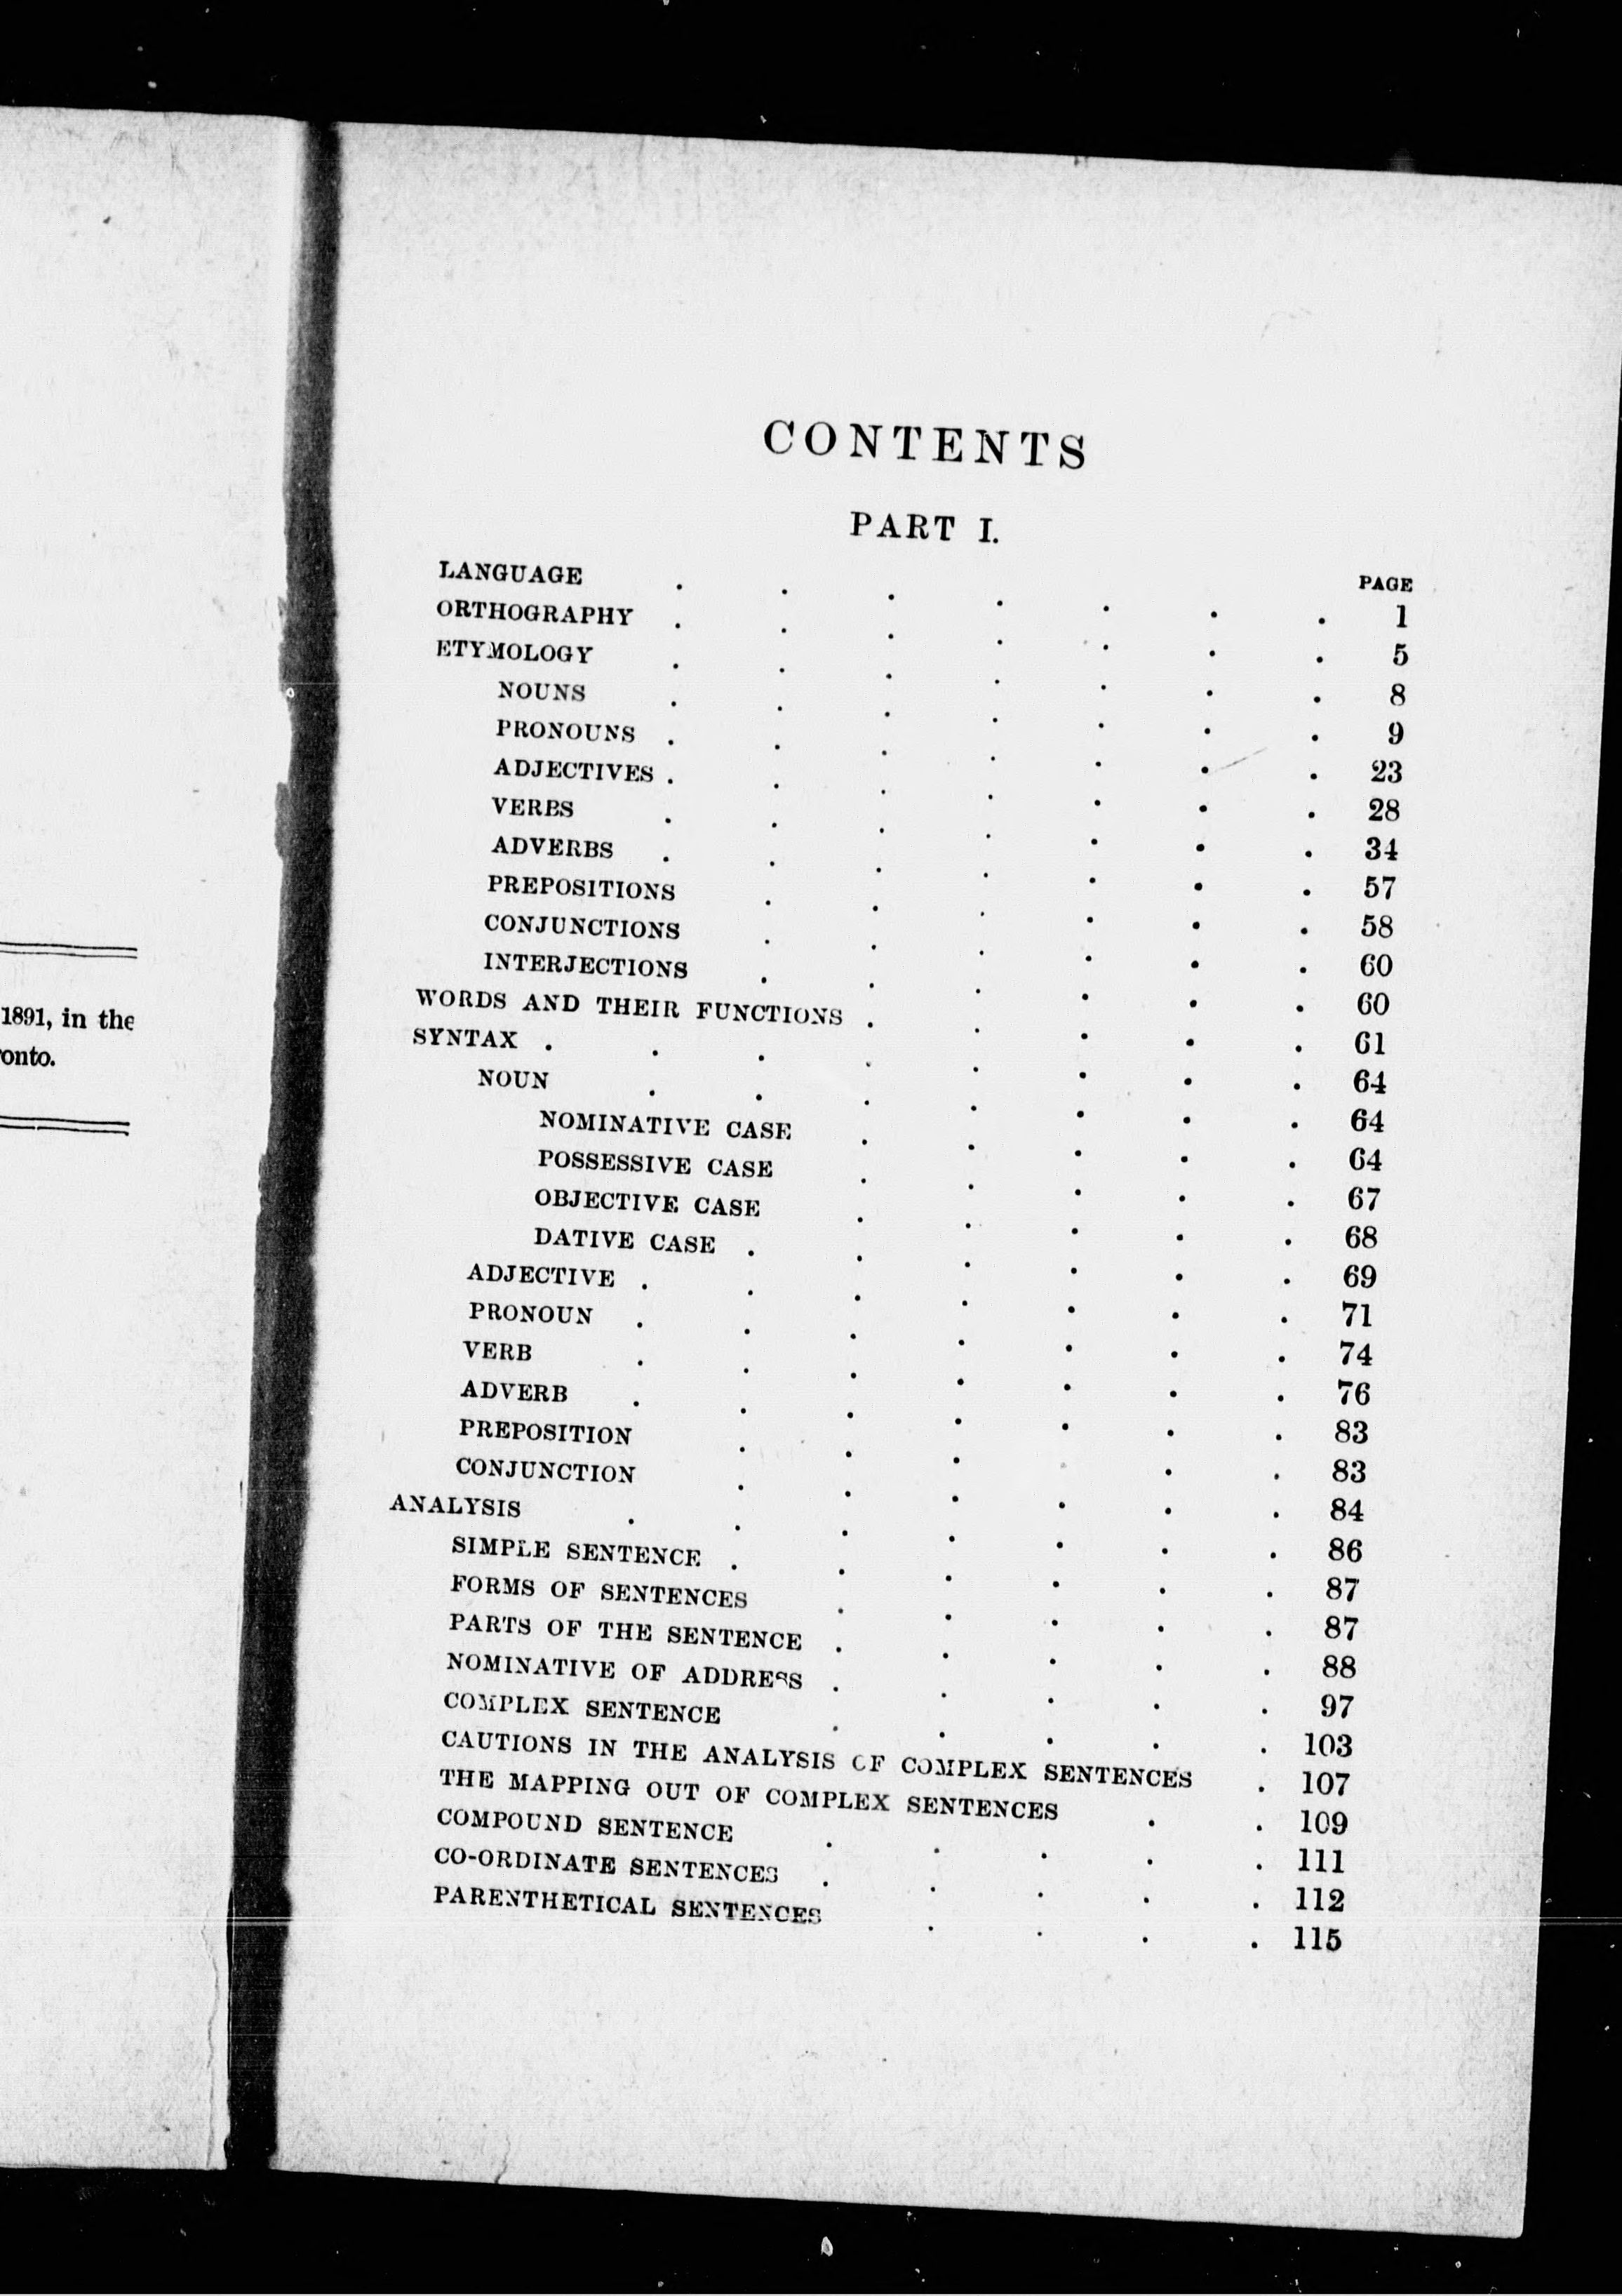 1891, in the
onto.
CONTENTS
PART I.
PAGE
LANGUAGE . . . . . . . 1
ORTHOGRAPHY . . . . . . . 5
ETYMOLOGY . . . . . . . 8
NOUNS . . . . . . . 9
PRONOUNS . . . . . . . 23
ADJECTIVES . . . . . . . 28
VERBS . . . . . . . 34
ADVERBS . . . . . . . 57
PREPOSITIONS . . . . . . 58
CONJUNCTIONS . . . . . . 60
INTERJECTIONS . . . . . . 60
WORDS AND THEIR FUNCTIONS . . . . . 61
SYNTAX . . . . . . . . 64
NOUN . . . . . . . 64
NOMINATIVE CASE . . . . . 64
POSSESSIVE CASE . . . . . 67
OBJECTIVE CASE . . . . . 68
DATIVE CASE . . . . . . 69
ADJECTIVE . . . . . . . 71
PRONOUN . . . . . . . 74
VERB . . . . . . . 76
ADVERB . . . . . . . 83
PREPOSITION . . . . . . 83
CONJUNCTION . . . . . . 84
ANALYSIS . . . . . . . 86
SIMPLE SENTENCE . . . . . . 87
FORMS OF SENTENCES . . . . . 87
PARTS OF THE SENTENCE . . . . . 88
NOMINATIVE OF ADDRESS . . . . . 97
COMPLEX SENTENCE . . . . . 103
CAUTIONS IN THE ANALYSIS OF COMPLEX SENTENCES . 107
THE MAPPING OUT OF COMPLEX SENTENCES . . 109
COMPOUND SENTENCE . . . . . 111
CO-ORDINATE SENTENCES . . . . . 112
PARENTHETICAL SENTENCES . . . . 115